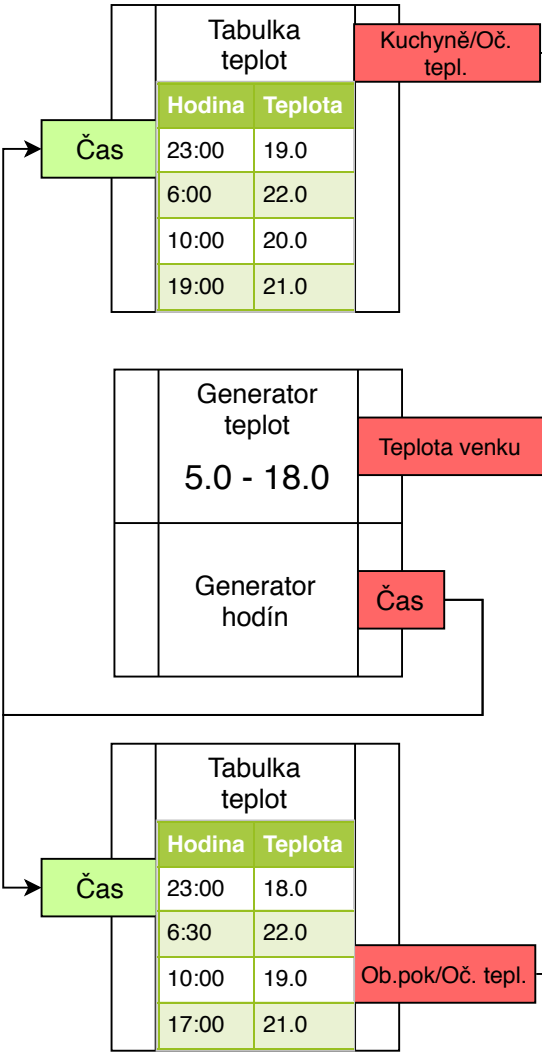 Tabulka
teplot
Kuchyně/Oč.
tepl.
Hodina Teplota
Čas
23:00 19.0
6:00 22.0
10:00 20.0
19:00 21.0
Generator
teplot
5.0 - 18.0
Teplota venku
Generator
hodín
Čas
Tabulka
teplot
Hodina Teplota
Čas
23:00 18.0
6:30 22.0
10:00 19.0
Ob.pok/Oč. tepl.
17:00 21.0